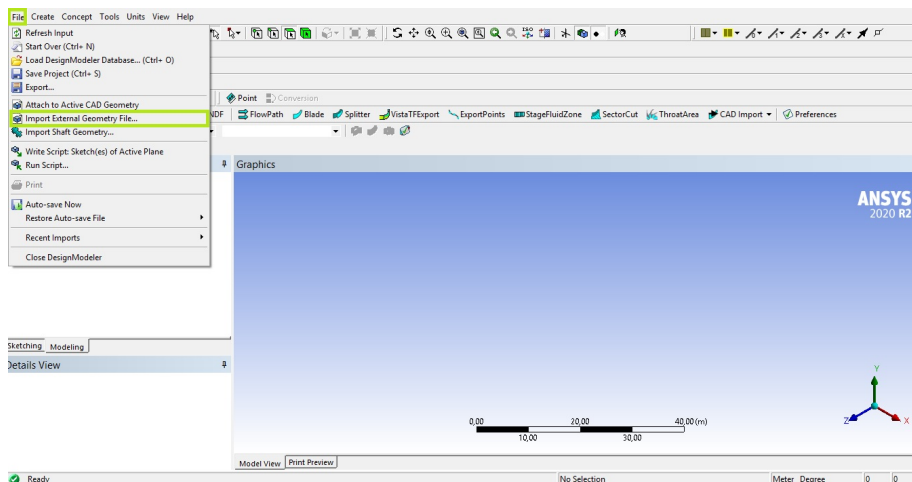 File Create Concept Tools Units View Help
Refresh Input
Start Over (Ctrl+ N)
Load DesignModeler Database... (Ctrl+ O)
Save Project (Ctrl+ S)
Export...
Attach to Active CAD Geometry
Import External Geometry File...
Import Shaft Geometry...
Write Script: Sketch(es) of Active Plane
Run Script...
Print
Auto-save Now
Restore Auto-save File
Recent Imports
Close DesignModeler
ISO
Point Conversion
NDF FlowPath Blade Splitter VistaTFExport ExportPoints StageFluidZone SectorCut ThroatArea CAD Import Preferences
Graphics
ANSYS
2020 R2
Sketching Modeling
Details View
Y
Z X
0,00 20,00 40,00 (m)
10,00 30,00
Model View Print Preview
Ready No Selection Meter Degree 0 0